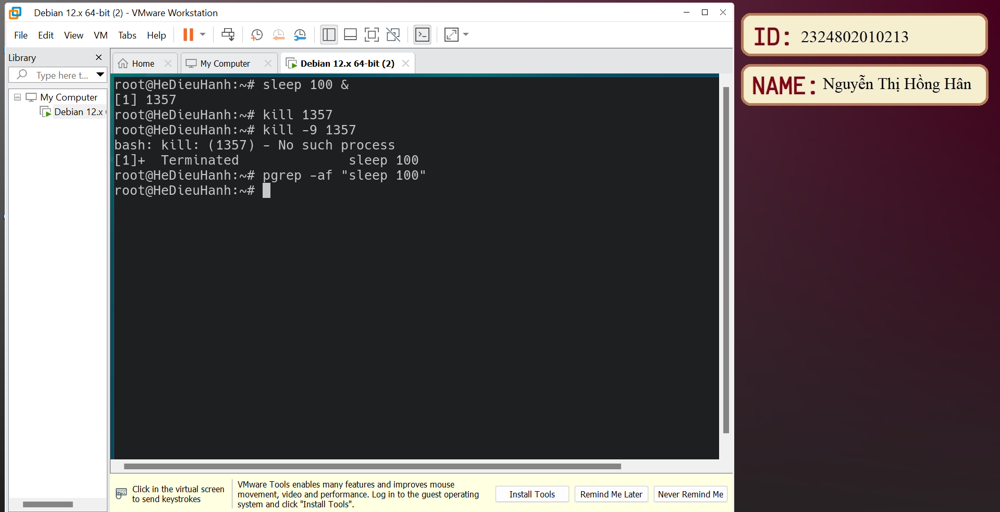 Debian 12.x 64-bit (2) - VMware Workstation
File Edit View VM Tabs Help
Library
Type here t...
My Computer
Debian 12.x
Home
My Computer
Debian 12.x 64-bit (2)
root@HeDieuHanh:~# sleep 100 &
[1] 1357
root@HeDieuHanh:~# kill 1357
root@HeDieuHanh:~# kill -9 1357
bash: kill: (1357) - No such process
[1]+  Terminated              sleep 100
root@HeDieuHanh:~# pgrep -af "sleep 100"
root@HeDieuHanh:~#
Click in the virtual screen
to send keystrokes
VMware Tools enables many features and improves mouse
movement, video and performance. Log in to the guest operating
system and click "Install Tools".
Install Tools
Remind Me Later
Never Remind Me
ID: 2324802010213
NAME: Nguyễn Thị Hồng Hân